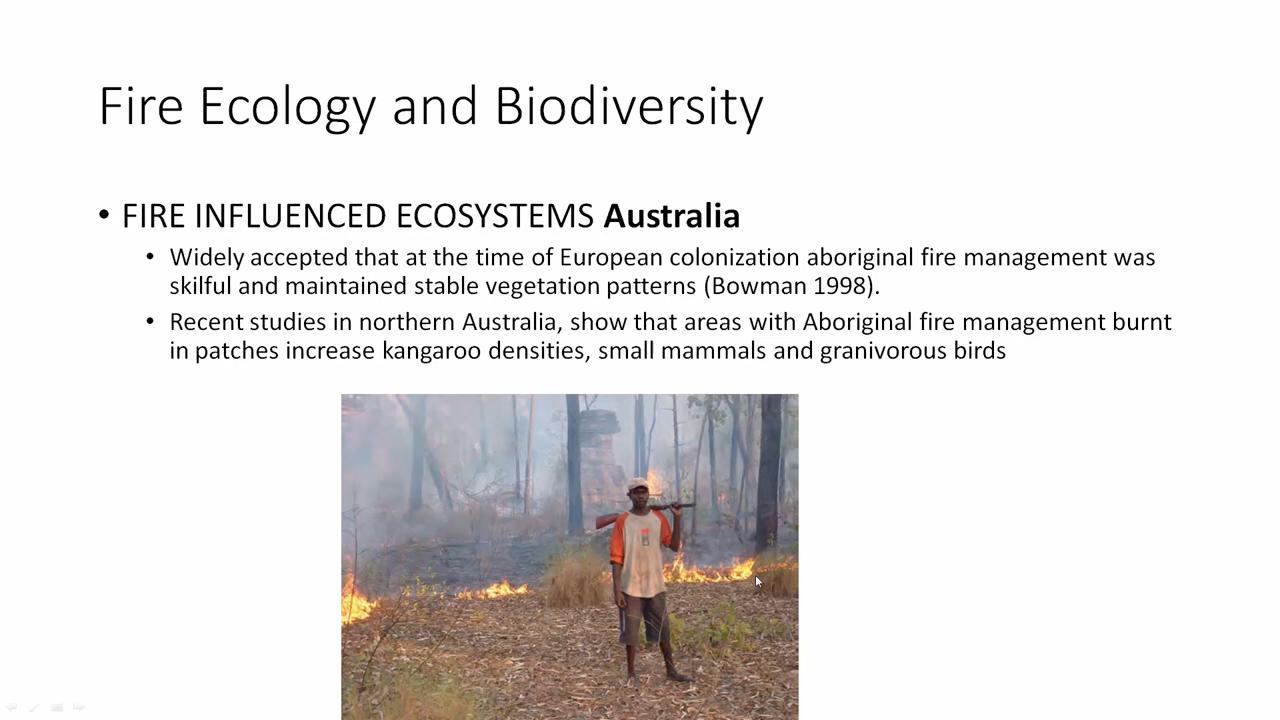 Fire Ecology and Biodiversity
• FIRE INFLUENCED ECOSYSTEMS Australia
• Widely accepted that at the time of European colonization aboriginal fire management was
skilful and maintained stable vegetation patterns (Bowman 1998).
• Recent studies in northern Australia, show that areas with Aboriginal fire management burnt
in patches increase kangaroo densities, small mammals and granivorous birds